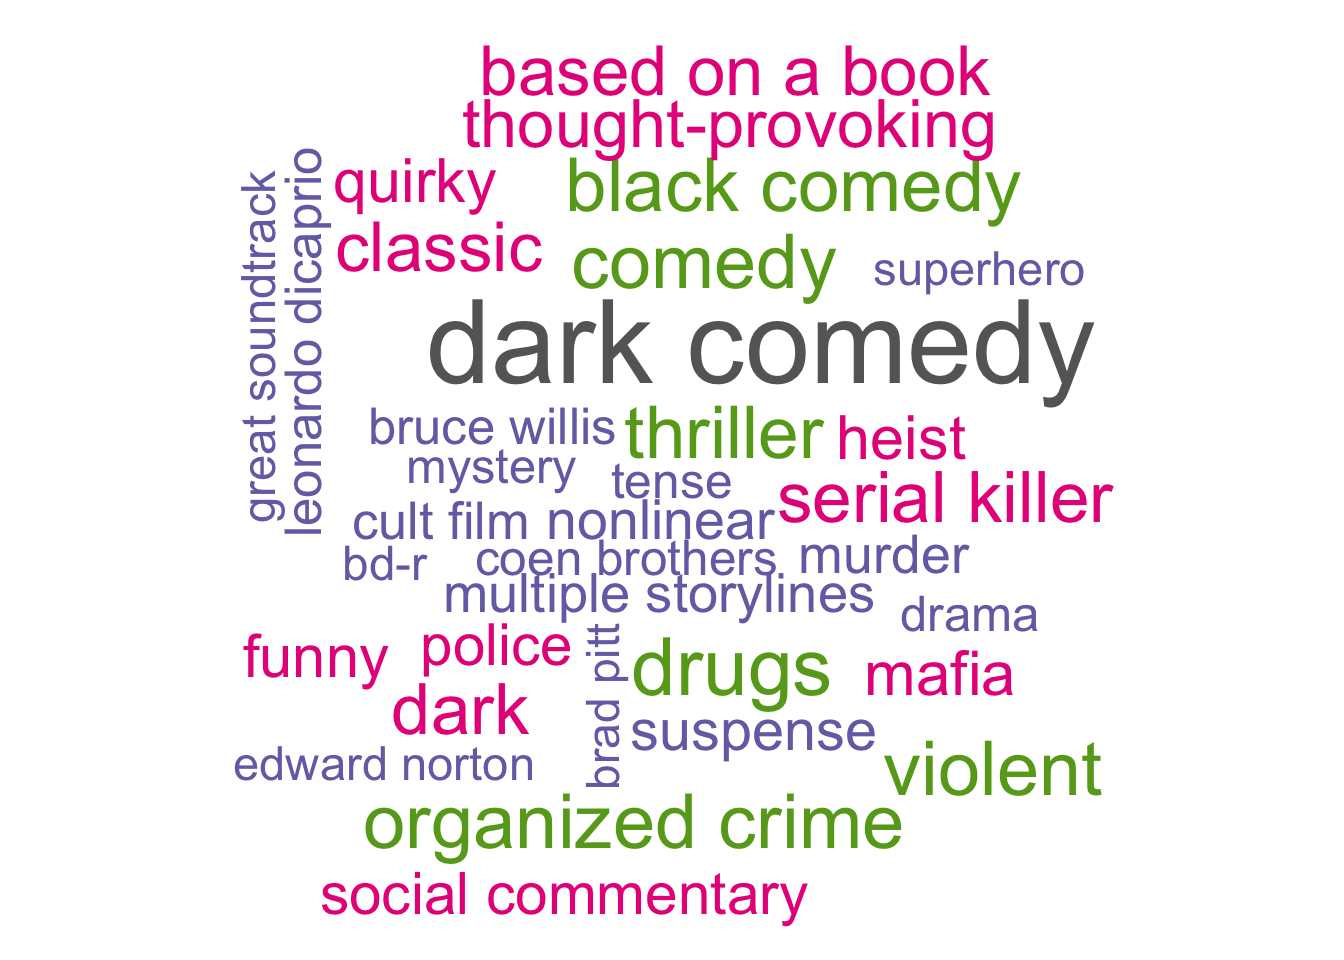 based on a book
thought-provoking
quirky
black comedy
classic
comedy
superhero
great soundtrack
leonardo dicaprio
dark comedy
bruce willis
thriller
heist
mystery
tense
serial killer
cult film
nonlinear
bd-r
coen brothers
murder
multiple storylines
drama
funny
police
brad pitt
drugs
mafia
dark
suspense
edward norton
violent
organized crime
social commentary